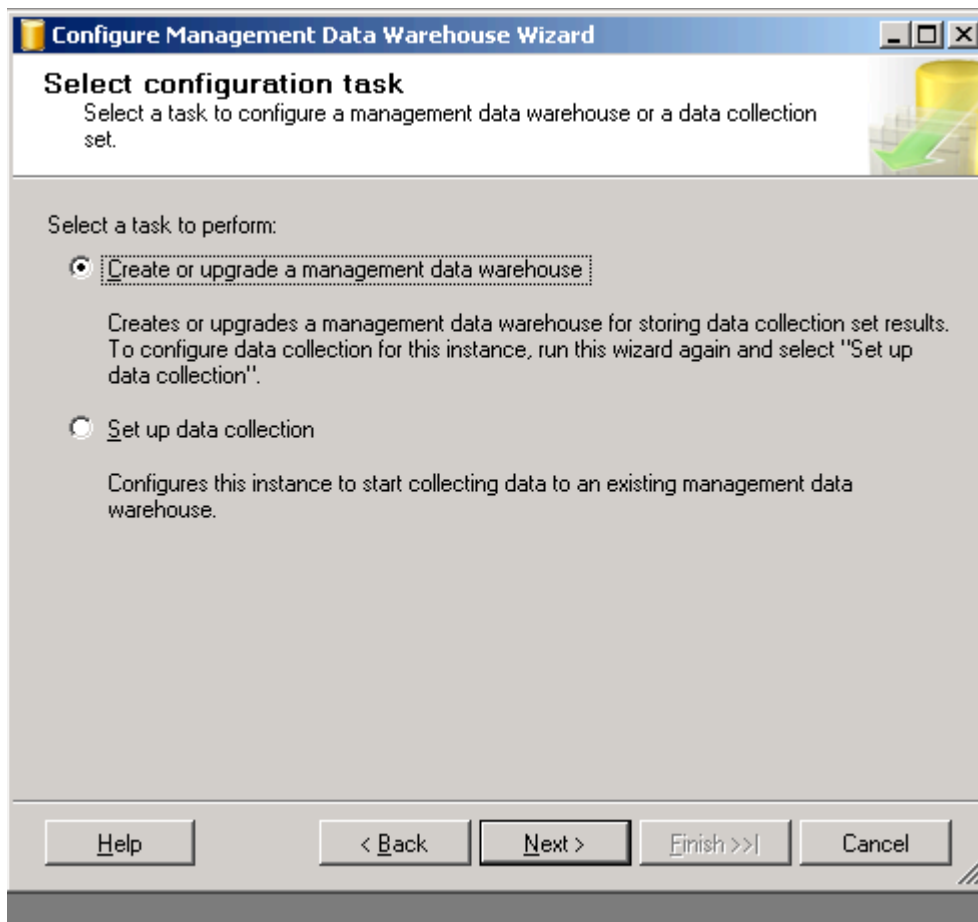 Configure Management Data Warehouse Wizard
Select configuration task
Select a task to configure a management data warehouse or a data collection
set.
Select a task to perform:
Create or upgrade a management data warehouse
Creates or upgrades a management data warehouse for storing data collection set results.
To configure data collection for this instance, run this wizard again and select "Set up
data collection".
Set up data collection
Configures this instance to start collecting data to an existing management data
warehouse.
Help
< Back
Next >
Finish >>|
Cancel